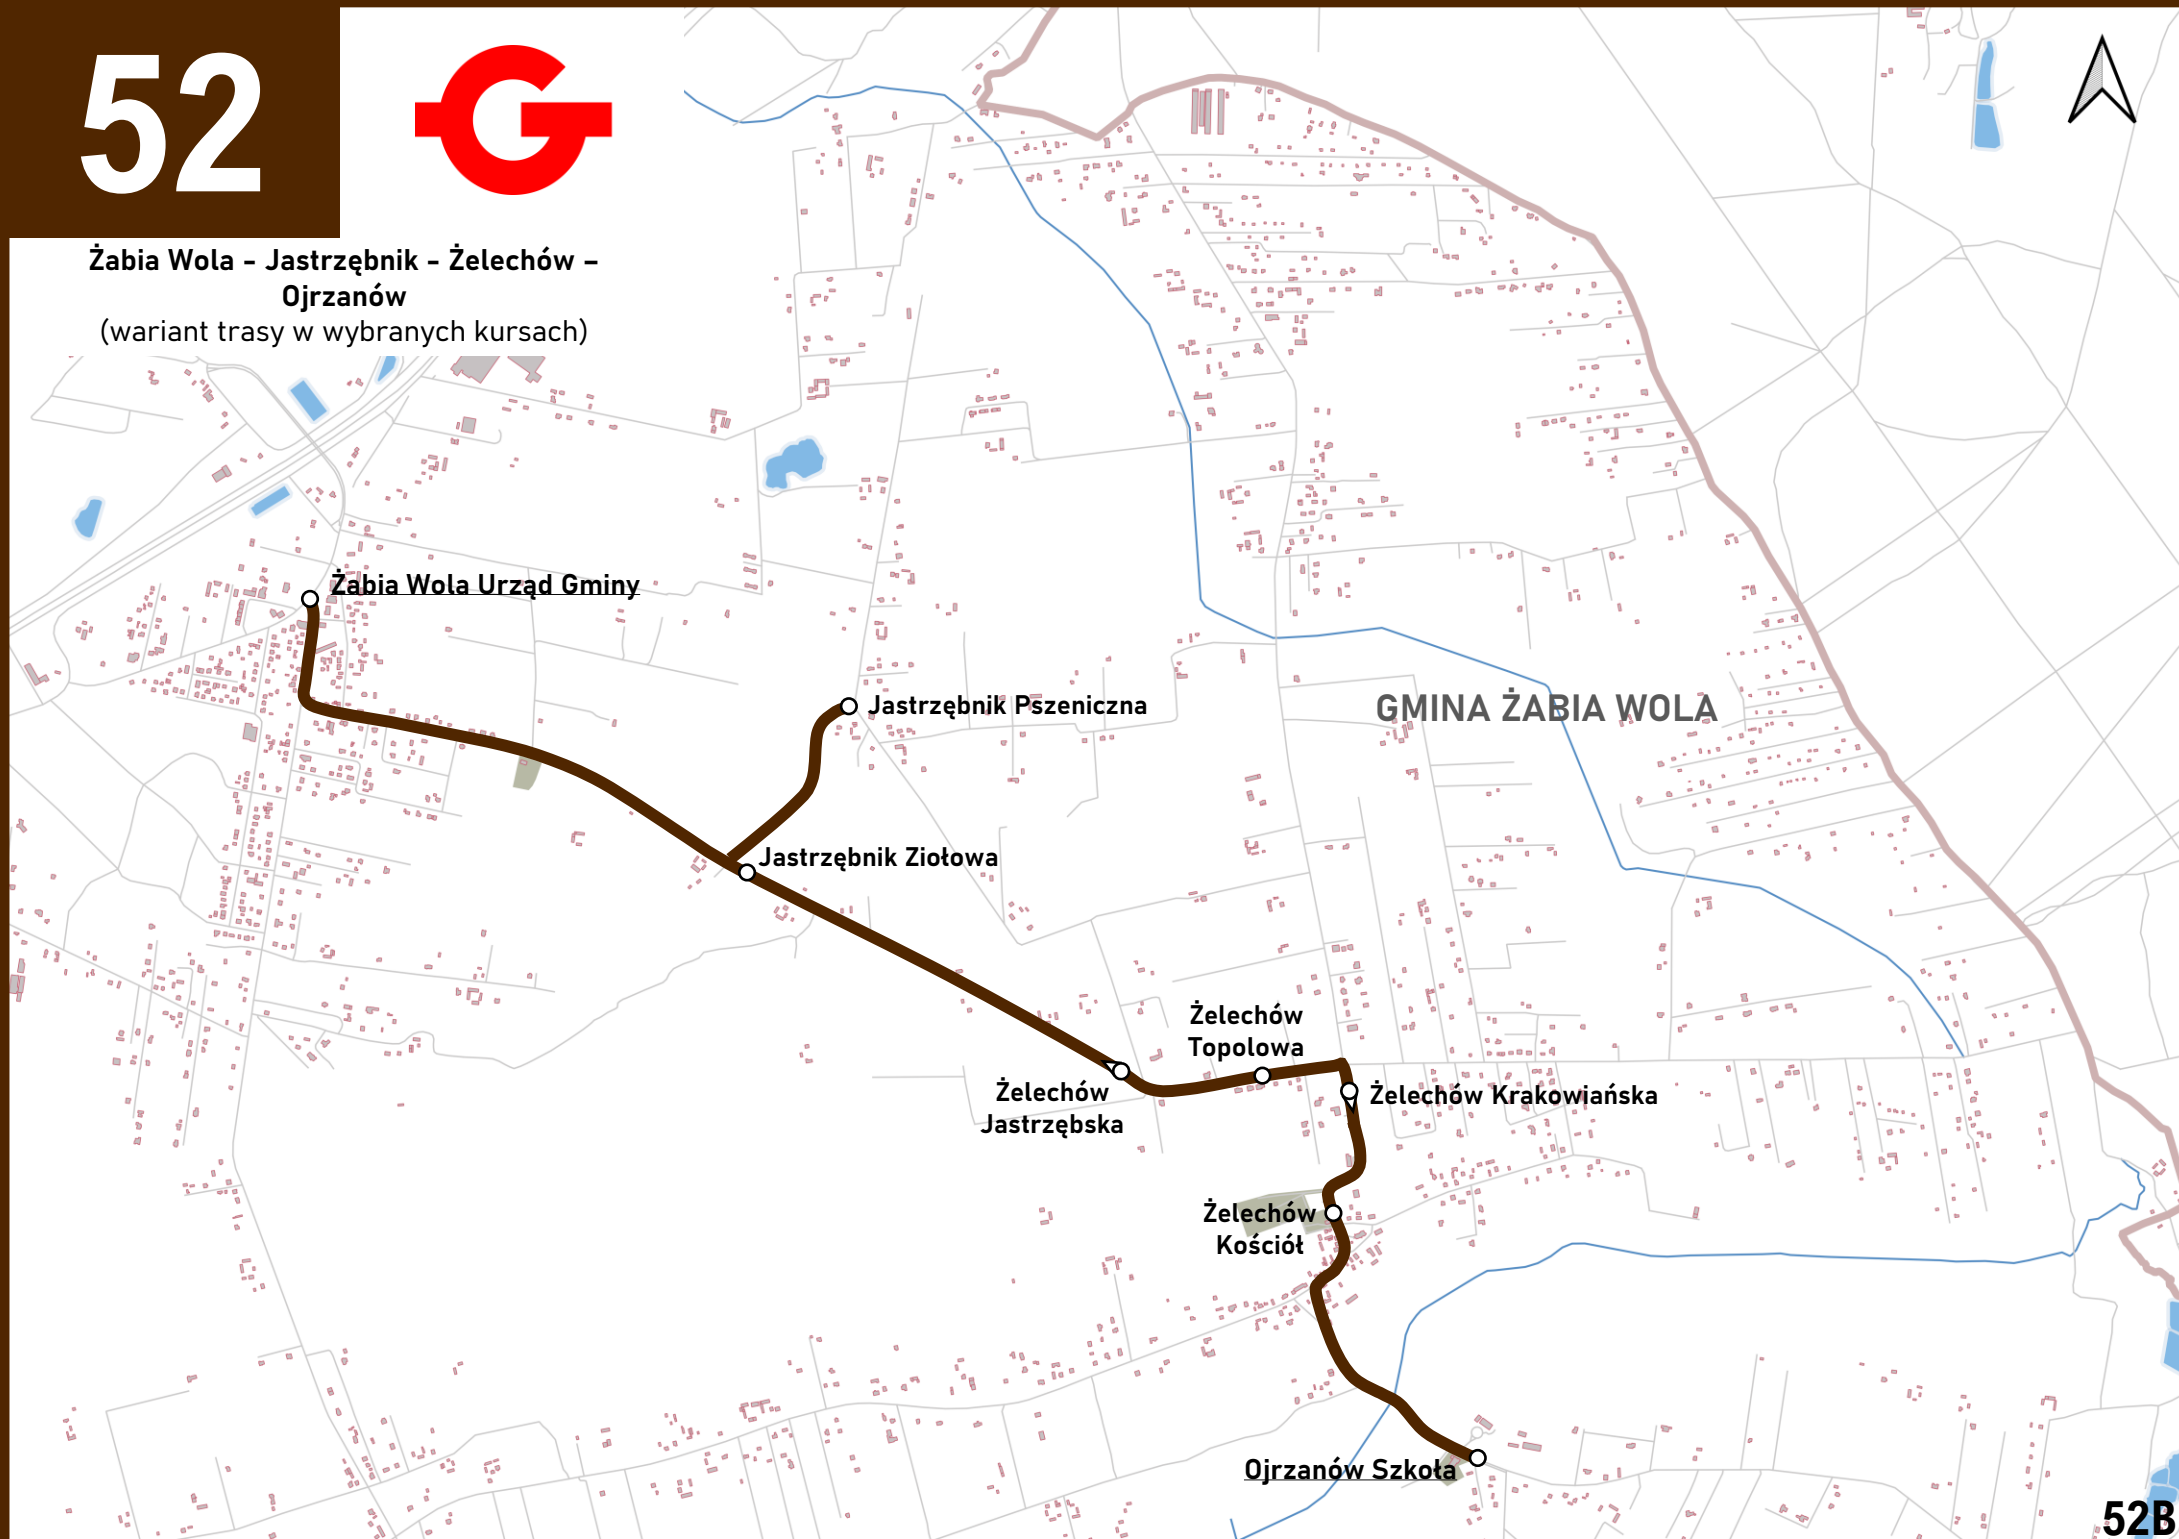 52
Żabia Wola - Jastrzębnik - Żelechów –
Ojrzanów
(wariant trasy w wybranych kursach)
Żabia Wola Urząd Gminy
Jastrzębnik Pszeniczna
GMINA ŻABIA WOLA
Jastrzębnik Ziołowa
Żelechów
Topolowa
Żelechów
Jastrzębska
Żelechów Krakowiańska
Żelechów
Kościół
Ojrzanów Szkoła
52B